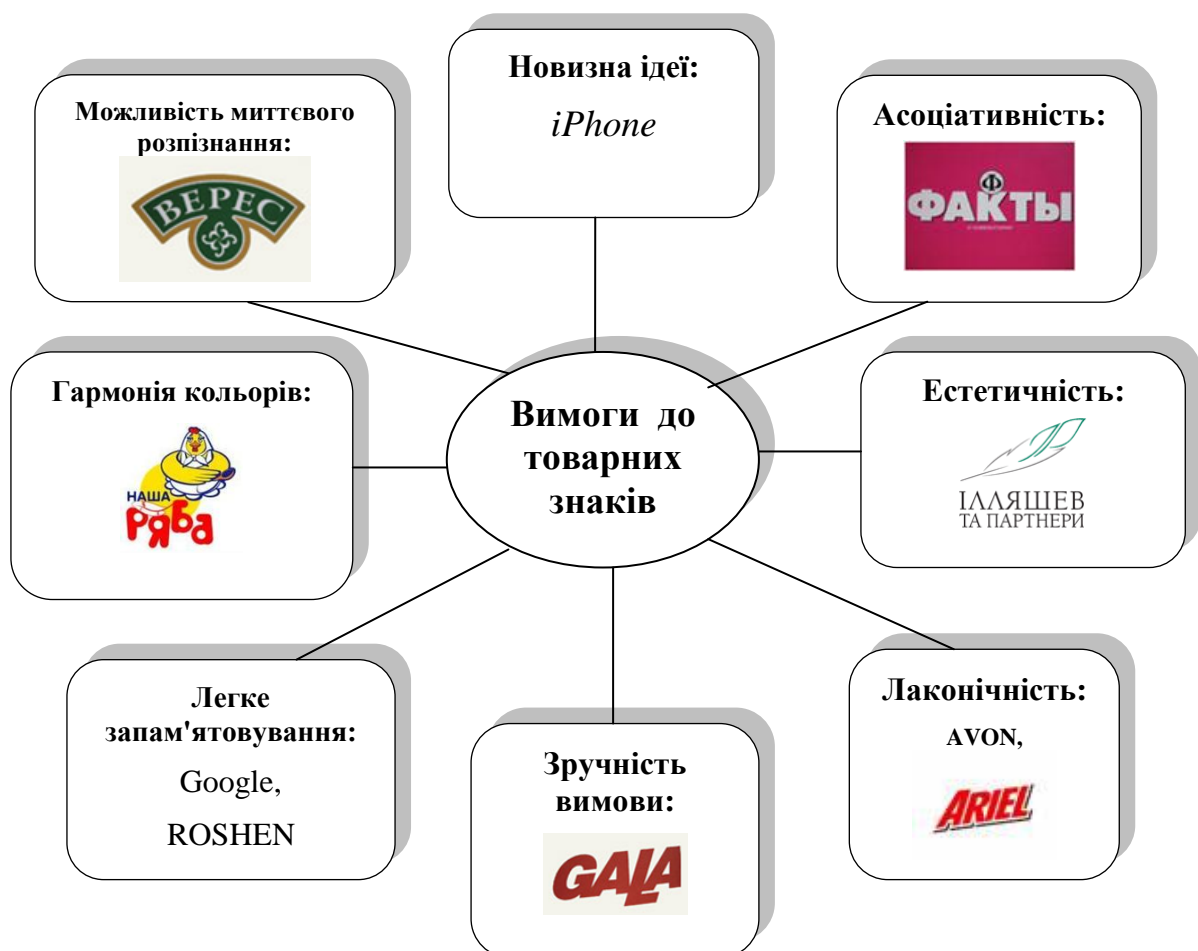 Новизна ідеї:
iPhone
Можливість миттєвого
розпізнання:
ВЕРЕС
Асоціативність:
Ф
ФАКТЫ
Гармонія кольорів:
НАША
РЯБА
Вимоги до
товарних
знаків
Естетичність:
ІЛЛЯШЕВ
ТА ПАРТНЕРИ
Легке
запам'ятовування:
Google,
ROSHEN
Зручність
вимови:
GALA
Лаконічність:
AVON,
ARIEL